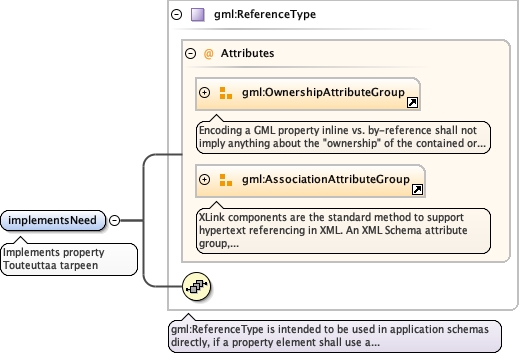 gml:ReferenceType
@ Attributes
gml:OwnershipAttributeGroup
Encoding a GML property inline vs. by-reference shall not
imply anything about the "ownership" of the contained or...
gml:AssociationAttributeGroup
XLink components are the standard method to support
hypertext referencing in XML. An XML Schema attribute
group,...
implementsNeed
Implements property
Touteuttaa tarpeen
gml:ReferenceType is intended to be used in application schemas
directly, if a property element shall use a...